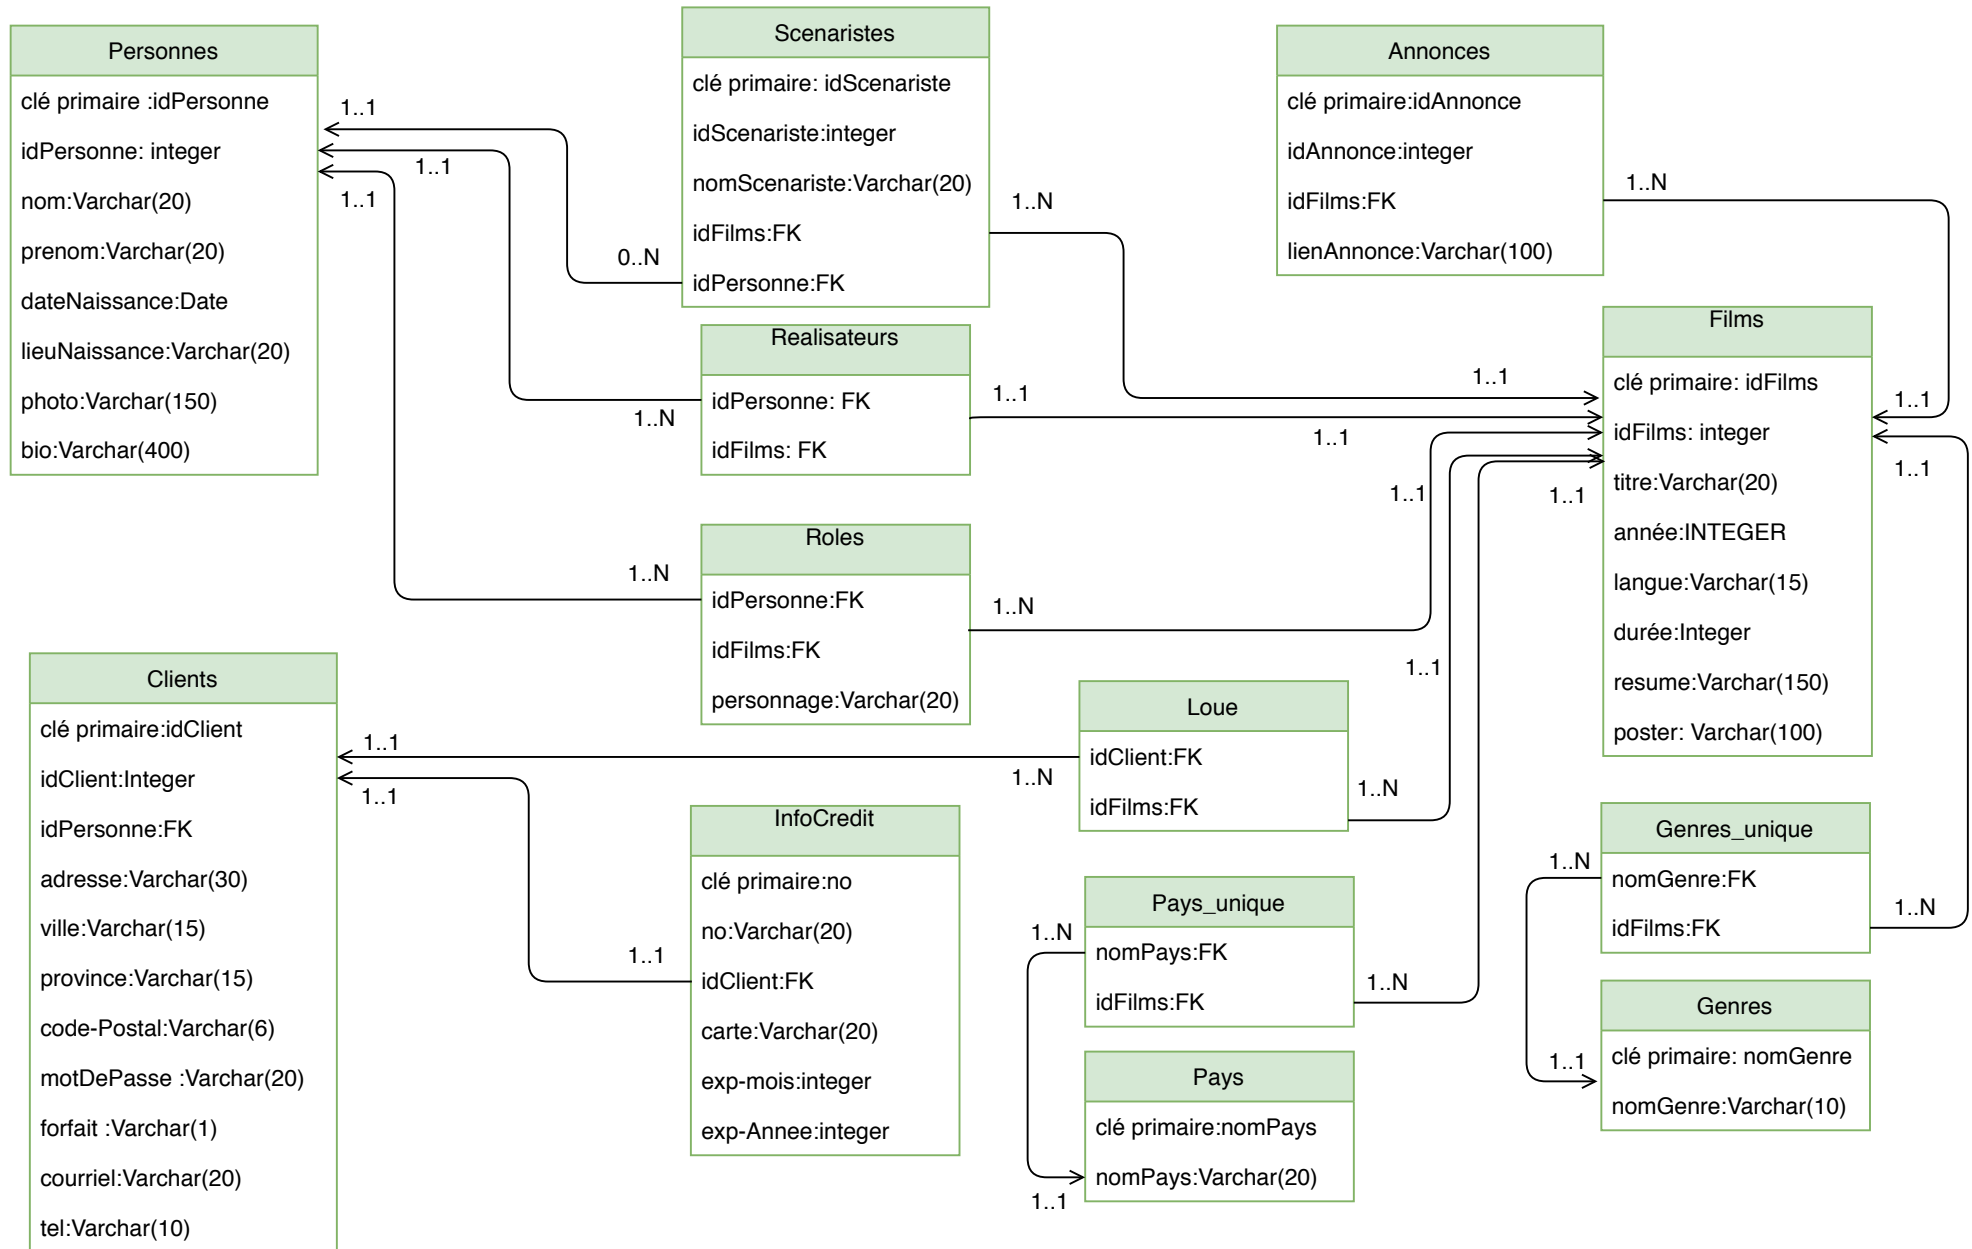 Personnes
clé primaire :idPersonne
idPersonne: integer
nom:Varchar(20)
prenom:Varchar(20)
dateNaissance:Date
lieuNaissance:Varchar(20)
photo:Varchar(150)
bio:Varchar(400)
1..1
1..1
1..1
Scenaristes
clé primaire: idScenariste
idScenariste:integer
nomScenariste:Varchar(20)
idFilms:FK
idPersonne:FK
0..N
1..N
Realisateurs
idPersonne: FK
idFilms: FK
1..N
1..1
Roles
idPersonne:FK
idFilms:FK
personnage:Varchar(20)
1..N
1..N
Annonces
clé primaire:idAnnonce
idAnnonce:integer
idFilms:FK
lienAnnonce:Varchar(100)
1..N
Films
clé primaire: idFilms
idFilms: integer
titre:Varchar(20)
année:INTEGER
langue:Varchar(15)
durée:Integer
resume:Varchar(150)
poster: Varchar(100)
1..1
1..1
1..1
1..1
1..1
1..1
1..1
Clients
clé primaire:idClient
idClient:Integer
idPersonne:FK
adresse:Varchar(30)
ville:Varchar(15)
province:Varchar(15)
code-Postal:Varchar(6)
motDePasse :Varchar(20)
forfait :Varchar(1)
courriel:Varchar(20)
tel:Varchar(10)
1..1
1..1
InfoCredit
clé primaire:no
no:Varchar(20)
idClient:FK
carte:Varchar(20)
exp-mois:integer
exp-Annee:integer
1..1
Loue
idClient:FK
idFilms:FK
1..N
1..N
Pays_unique
nomPays:FK
idFilms:FK
1..N
1..N
Pays
clé primaire:nomPays
nomPays:Varchar(20)
1..1
Genres_unique
nomGenre:FK
idFilms:FK
1..N
1..N
Genres
clé primaire: nomGenre
nomGenre:Varchar(10)
1..1